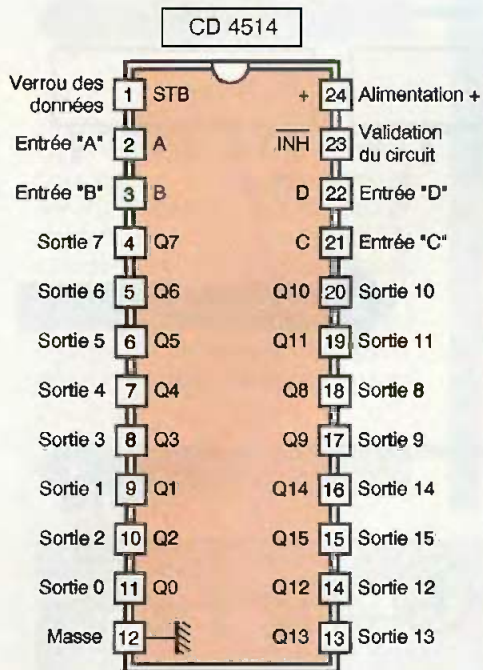 CD 4514
Verrou des données 1 STB + 24 Alimentation +
Entrée "A" 2 A INH 23 Validation du circuit
Entrée "B" 3 B D 22 Entrée "D"
Sortie 7 4 Q7 C 21 Entrée "C"
Sortie 6 5 Q6 Q10 20 Sortie 10
Sortie 5 6 Q5 Q11 19 Sortie 11
Sortie 4 7 Q4 Q8 18 Sortie 8
Sortie 3 8 Q3 Q9 17 Sortie 9
Sortie 1 9 Q1 Q14 16 Sortie 14
Sortie 2 10 Q2 Q15 15 Sortie 15
Sortie 0 11 Q0 Q12 14 Sortie 12
Masse 12 Q13 13 Sortie 13